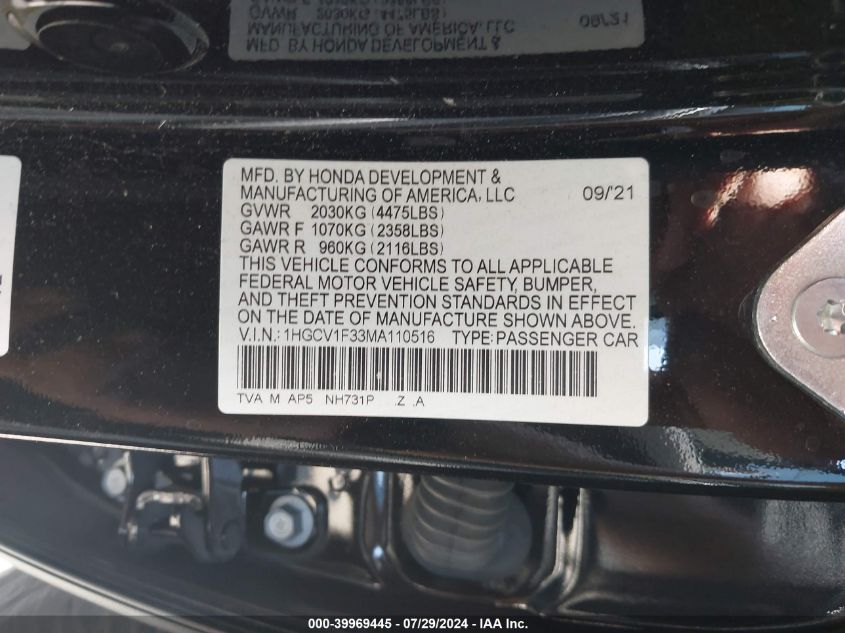 MFD. BY HONDA DEVELOPMENT &
MANUFACTURING OF AMERICA, LLC 09/'21
GVWR 2030KG (4475LBS)
GAWR F 1070KG (2358LBS)
GAWR R 960KG (2116LBS)
THIS VEHICLE CONFORMS TO ALL APPLICABLE
FEDERAL MOTOR VEHICLE SAFETY, BUMPER,
AND THEFT PREVENTION STANDARDS IN EFFECT
ON THE DATE OF MANUFACTURE SHOWN ABOVE.
V.I.N.: 1HGCV1F33MA110516 TYPE: PASSENGER CAR
TVA M AP5 NH731P .Z .A
000-39969445 - 07/29/2024 - IAA Inc.